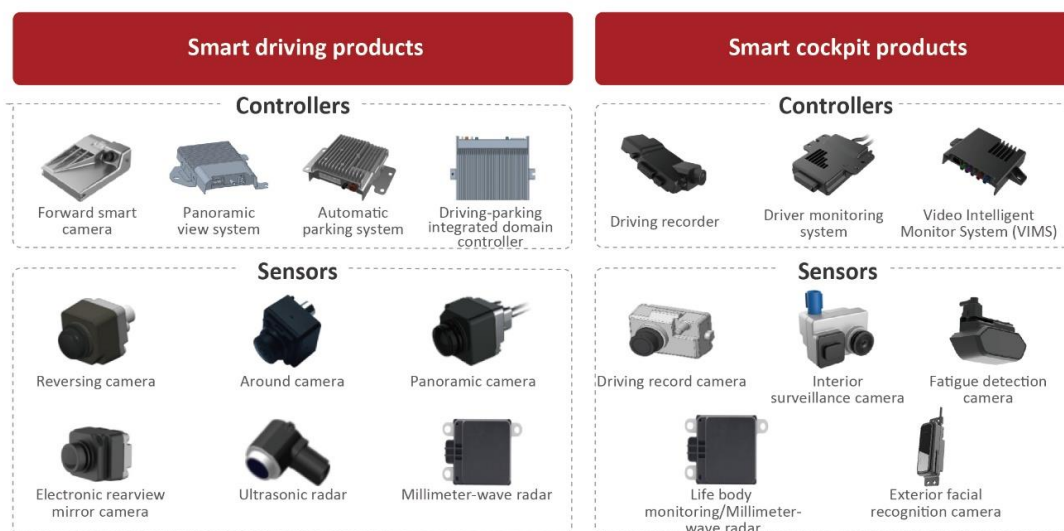 Smart driving products
Controllers
Forward smart
camera
Panoramic
view system
Automatic
parking system
Driving-parking
integrated domain
controller
Sensors
Reversing camera
Around camera
Panoramic camera
Electronic rearview
mirror camera
Ultrasonic radar
Millimeter-wave radar
Smart cockpit products
Controllers
Driving recorder
Driver monitoring
system
Video Intelligent
Monitor System (VIMS)
Sensors
Driving record camera
Interior
surveillance camera
Fatigue detection
camera
Life body
monitoring/Millimeter-
wave radar
Exterior facial
recognition camera